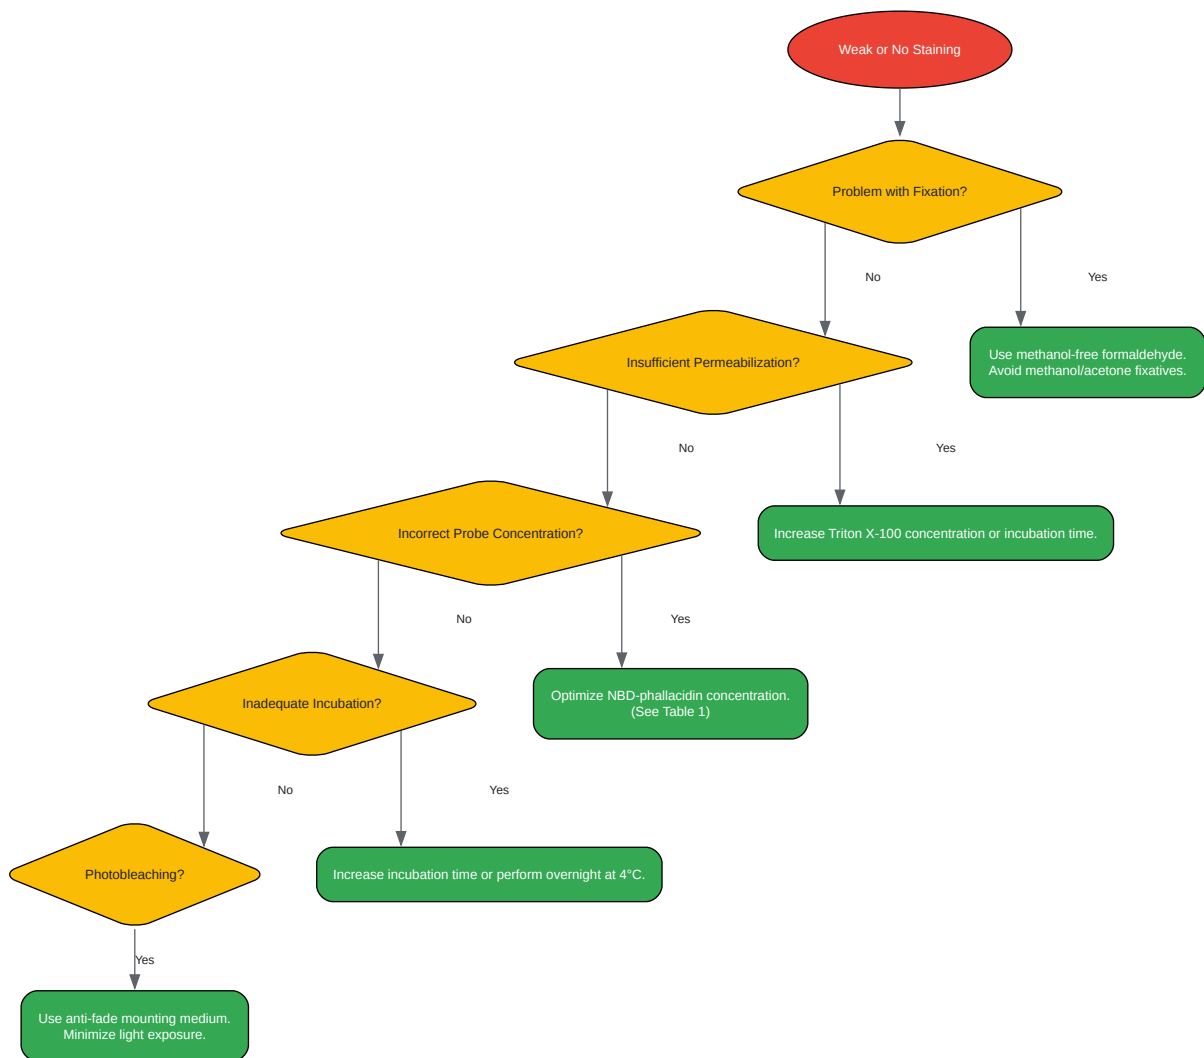 Weak or No Staining
Problem with Fixation?
No
Yes
Insufficient Permeabilization?
Use methanol-free formaldehyde.
Avoid methanol/acetone fixatives.
No
Yes
Incorrect Probe Concentration?
Increase Triton X-100 concentration or incubation time.
No
Yes
Inadequate Incubation?
Optimize NBD-phallacidin concentration.
(See Table 1)
No
Yes
Photobleaching?
Increase incubation time or perform overnight at 4°C.
Yes
Use anti-fade mounting medium.
Minimize light exposure.